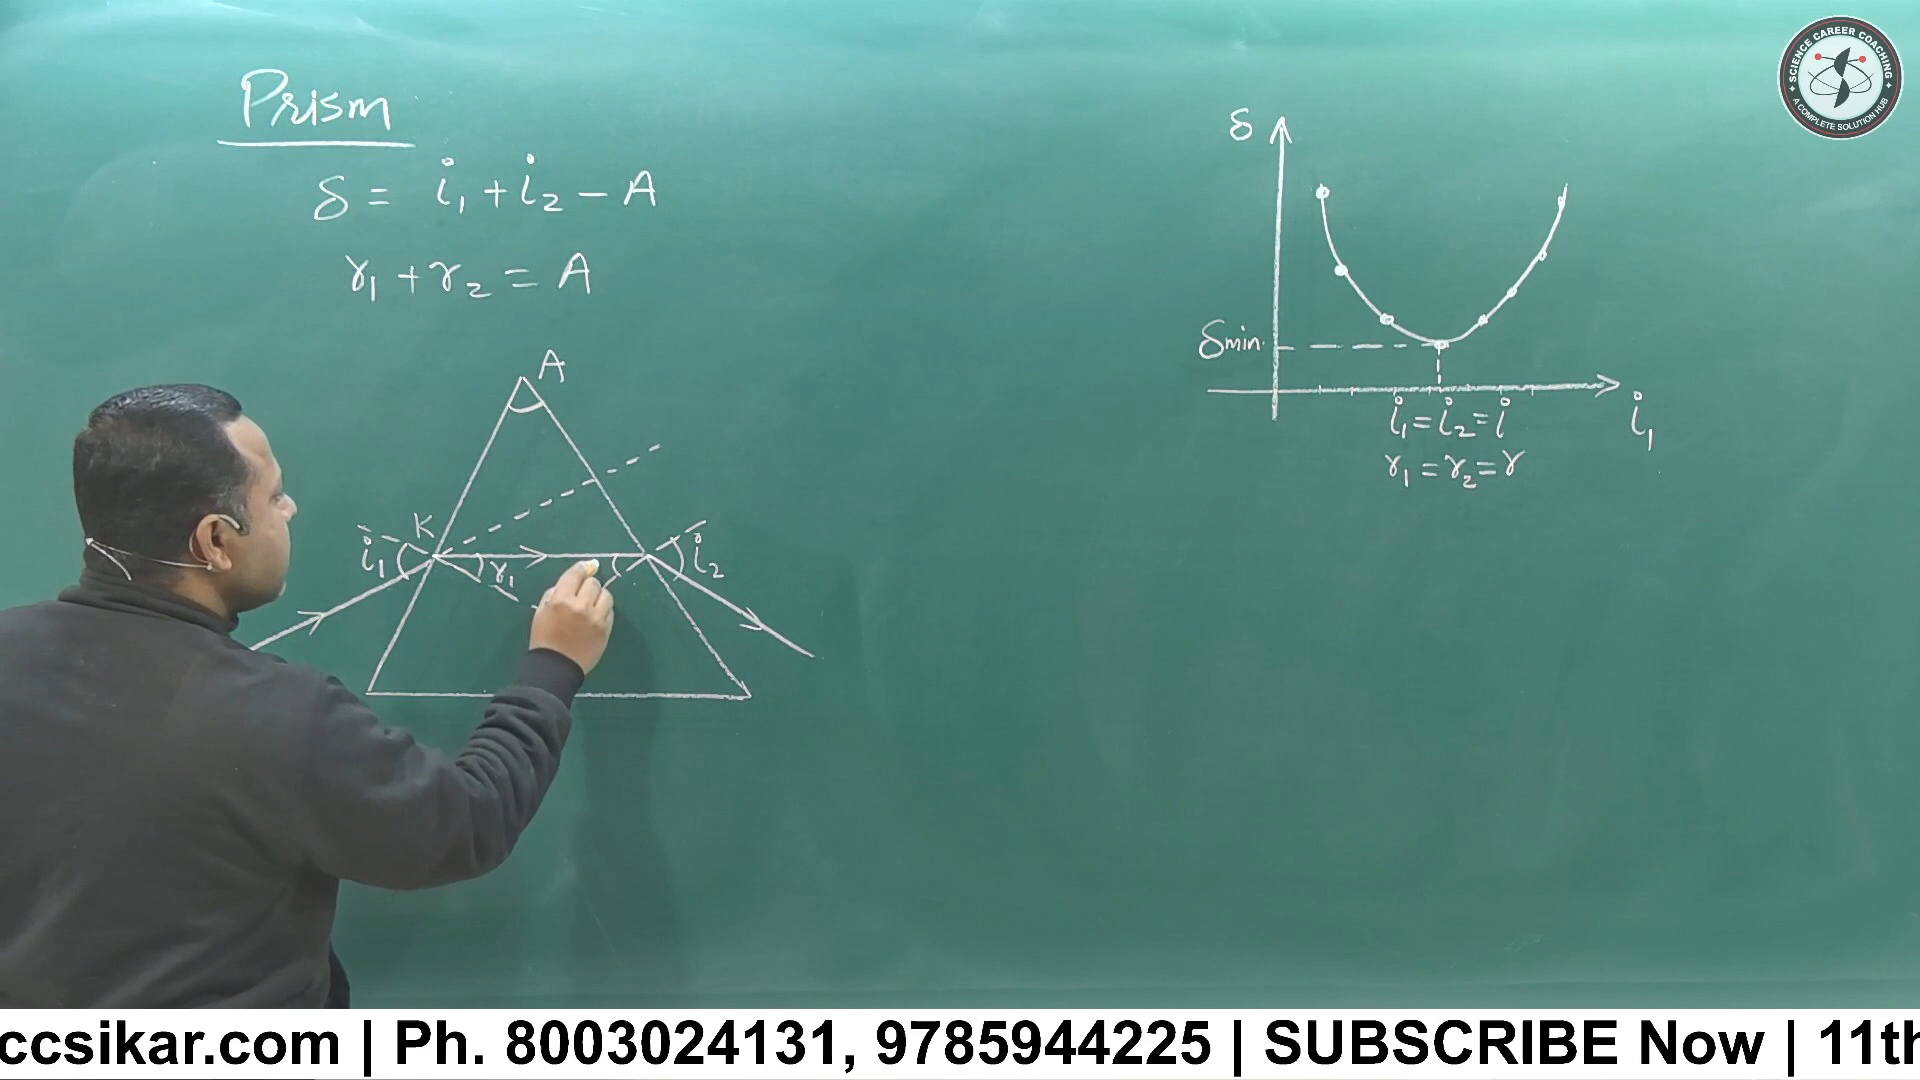 Prism
δ = i₁ + i₂ − A
r₁ + r₂ = A
A
K
i₁
r₁
i₂
δ
δmin.
i₁ = i₂ = i
r₁ = r₂ = r
i₁
SCIENCE CAREER COACHING
A COMPLETE SOLUTION HUB
ccsikar.com | Ph. 8003024131, 9785944225 | SUBSCRIBE Now | 11th